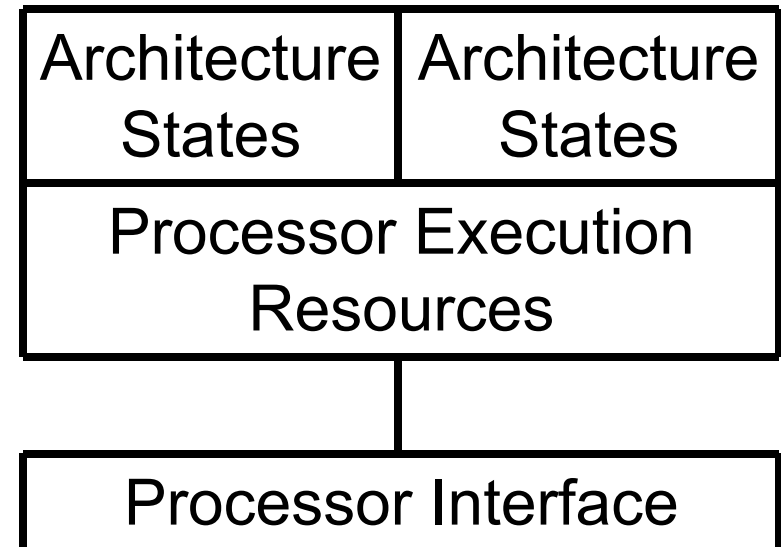 Architecture
States
Architecture
States
Processor Execution
Resources
Processor Interface